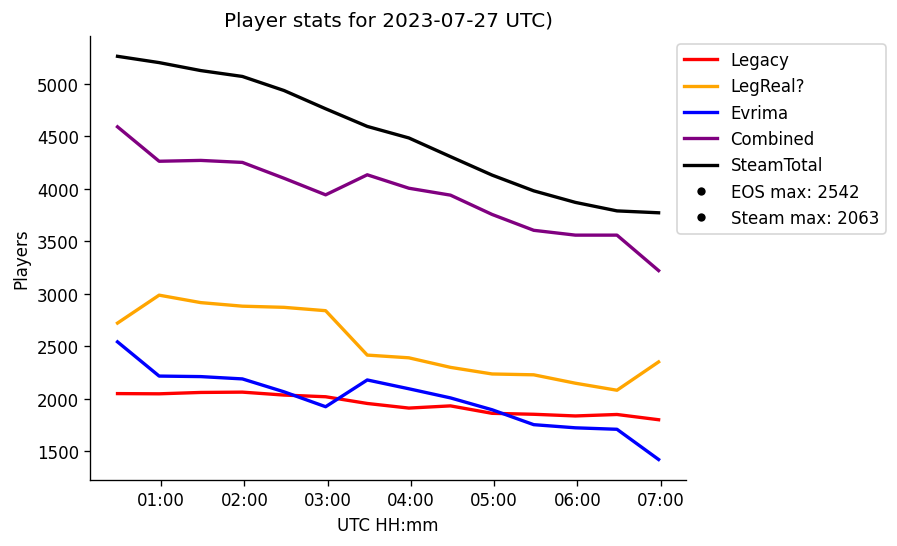 Player stats for 2023-07-27 UTC)
Players
5000
4500
4000
3500
3000
2500
2000
1500
01:00
02:00
03:00
04:00
05:00
06:00
07:00
UTC HH:mm
Legacy
LegReal?
Evrima
Combined
SteamTotal
EOS max: 2542
Steam max: 2063